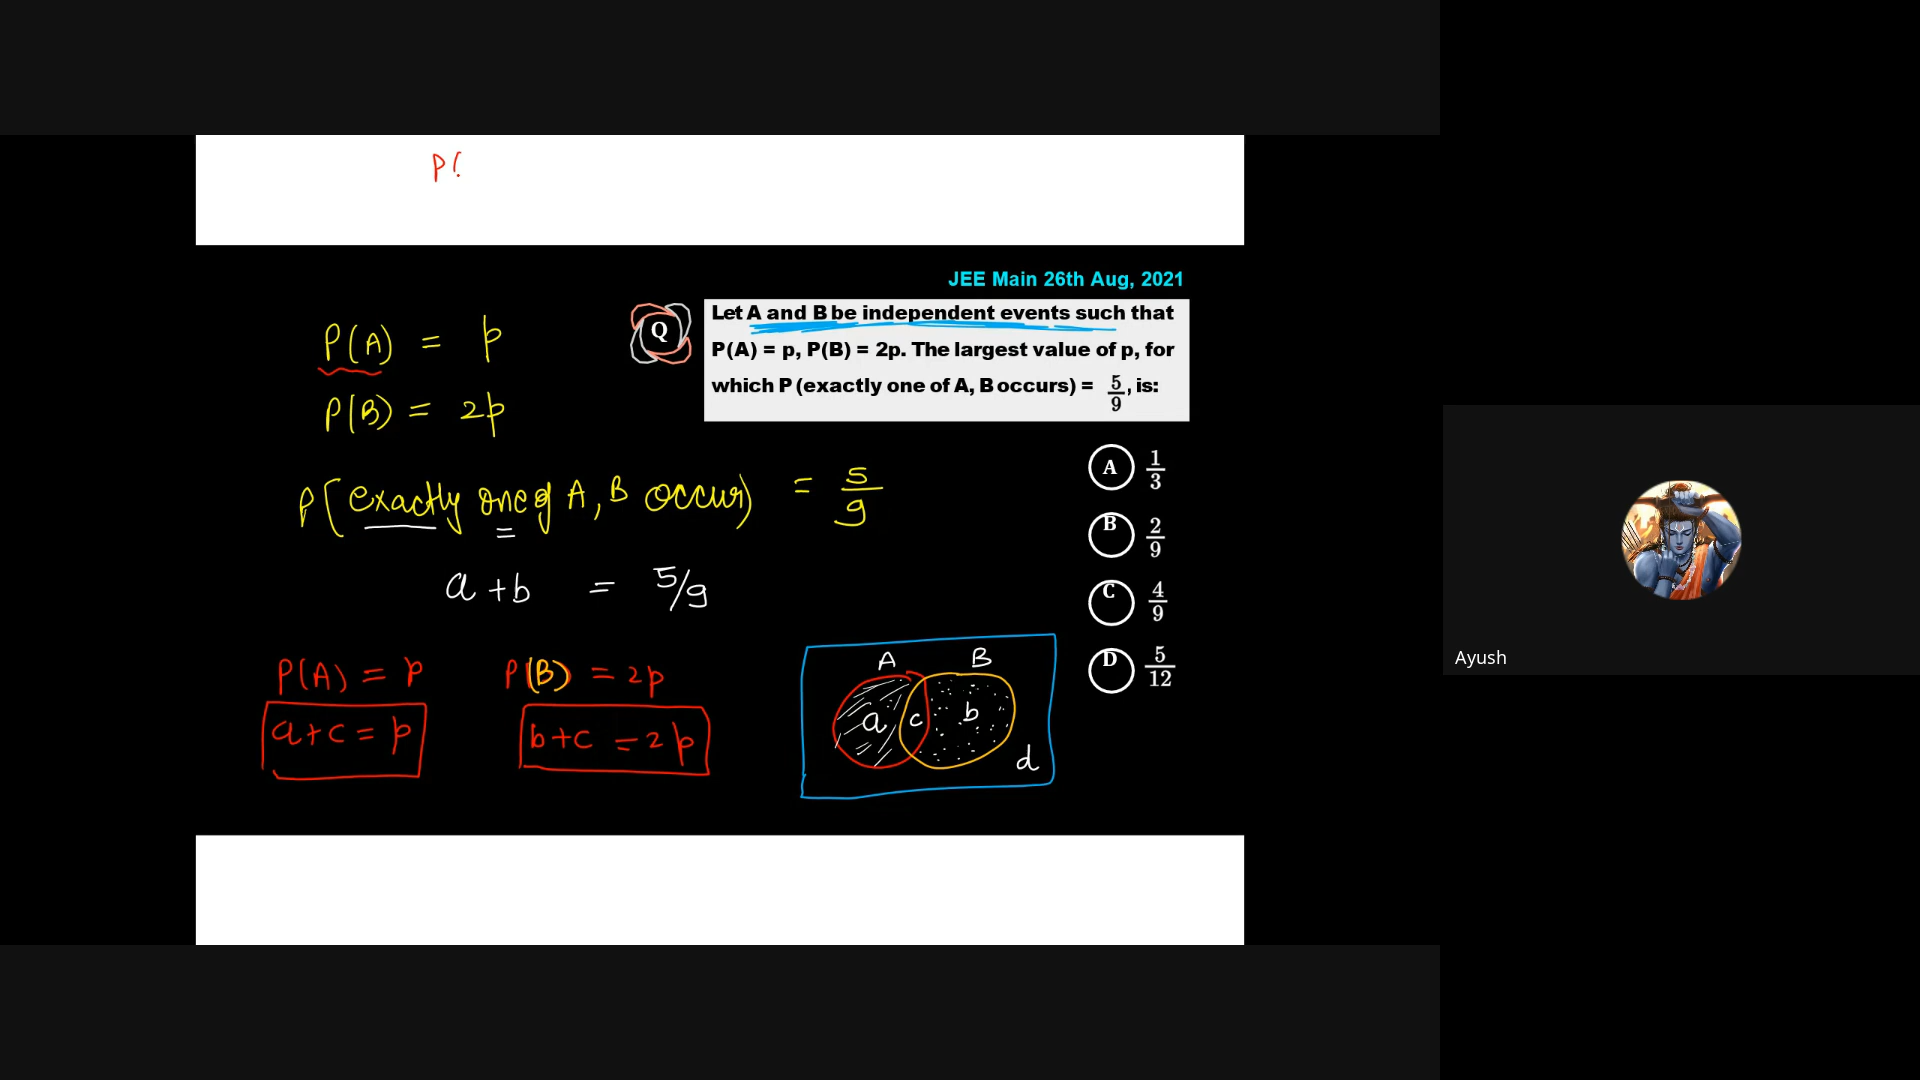 P(
JEE Main 26th Aug, 2021
Q
Let A and B be independent events such that
P(A) = p, P(B) = 2p. The largest value of p, for
which P (exactly one of A, B occurs) = 5/9, is:
A 1/3
B 2/9
C 4/9
D 5/12
P(A) = p
P(B) = 2p
P(exactly one of A, B occur) = 5/9
a+b = 5/9
P(A) = p
P(B) = 2p
a+c = p
b+c = 2p
A B
a c b
d
Ayush